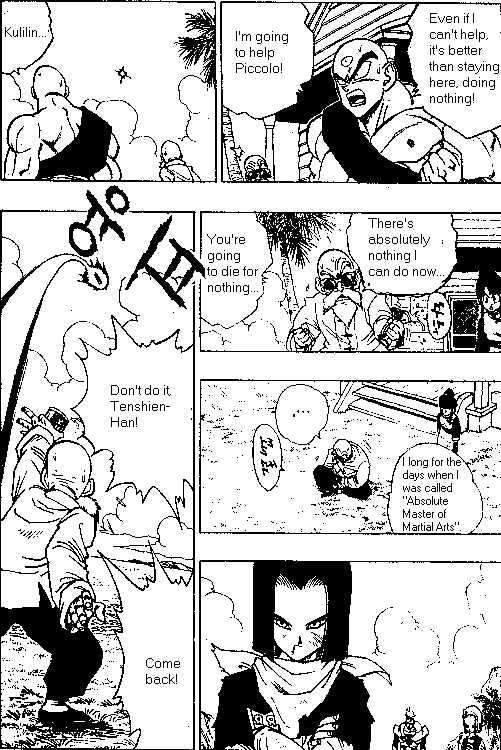 Kulilin...
I'm going
to help
Piccolo!
Even if I
can't help,
it's better
than staying
here, doing
nothing!
Don't do it,
Tenshien-
Han!
Come
back!
You're
going
to die for
nothing...
There's
absolutely
nothing I
can do now...
....
I long for the
days when I
was called
"Absolute
Master of
Martial Arts"